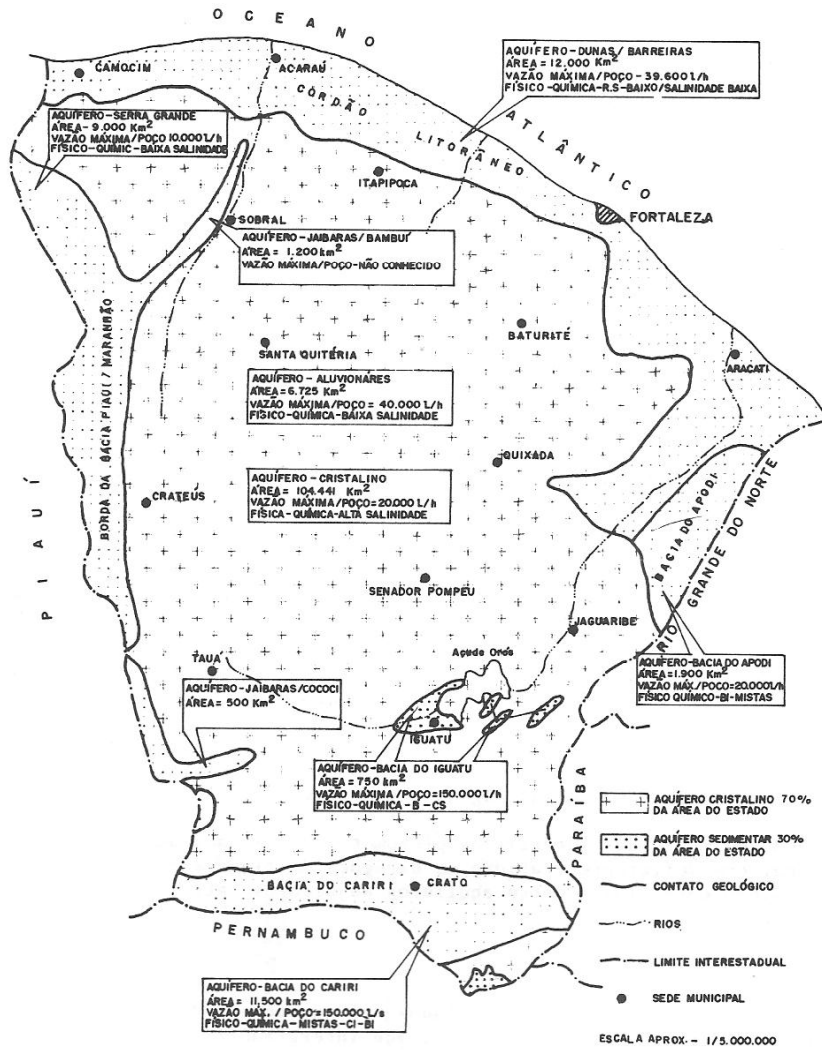 OCEANO
ATLÂNTICO
AQUÍFERO-DUNAS/BARREIRAS
ÁREA = 12.000 Km²
VAZÃO MÁXIMA/POÇO-39.600 l/h
FÍSICO-QUÍMICA-R.S-BAIXO/SALINIDADE BAIXA
CAMOCIM
ACARAÚ
CORDÃO
LITORÂNEO
AQUÍFERO-SERRA GRANDE
ÁREA-9.000 Km²
VAZÃO MÁXIMA/POÇO 10.000 l/h
FÍSICO-QUÍMIC-BAIXA SALINIDADE
ITAPIPOCA
FORTALEZA
SOBRAL
AQUÍFERO-JAIBARAS/BAMBUÍ
ÁREA = 1.200 km²
VAZÃO MÁXIMA/POÇO-NÃO CONHECIDO
BATURITÉ
SANTA QUITÉRIA
ARACATI
AQUÍFERO-ALUVIONARES
ÁREA = 6.725 Km²
VAZÃO MÁXIMA/POÇO = 40.000 l/h
FÍSICO-QUÍMICA-BAIXA SALINIDADE
BORDA DA BACIA PIAUÍ/MARANHÃO
PIAUÍ
QUIXADA
AQUÍFERO-CRISTALINO
ÁREA = 104.441 Km²
VAZÃO MÁXIMA/POÇO=20.000 l/h
FÍSICA-QUÍMICA-ALTA SALINIDADE
CRATEÚS
BACIA DO APODI
RIO GRANDE DO NORTE
SENADOR POMPEU
JAGUARIBE
TAUÁ
Açude Orós
AQUÍFERO-BACIA DO APODI
ÁREA=1.900 Km²
VAZÃO MÁX./POÇO=20.000 l/h
FÍSICO QUÍMICO-BI-MISTAS
AQUÍFERO-JAIBARAS/COCOCI
ÁREA = 500 Km²
IGUATÚ
AQUÍFERO-BACIA DO IGUATU
ÁREA = 750 km²
VAZÃO MÁXIMA/POÇO=150.000 l/h
FÍSICO-QUÍMICA-B-CS
PARAÍBA
AQUÍFERO CRISTALINO 70%
DA ÁREA DO ESTADO
AQUÍFERO SEDIMENTAR 30%
DA ÁREA DO ESTADO
CONTATO GEOLÓGICO
RIOS
LIMITE INTERESTADUAL
SEDE MUNICIPAL
ESCALA APROX.- 1/5.000.000
BACIA DO CARIRI
CRATO
PERNAMBUCO
AQUÍFERO-BACIA DO CARIRI
ÁREA = 11,500 km²
VAZÃO MÁX. / POÇO=150.000 L/s
FÍSICO-QUÍMICA-MISTAS-CI-BI